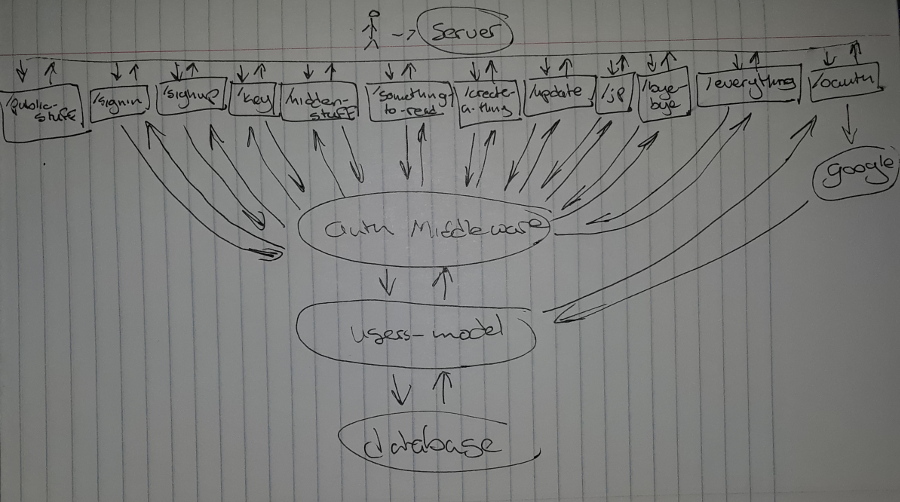 Server
/public-
stuff
/signin
/signup
/key
/hidden-
stuff
/something-
to-read
/create-
a-thing
/update
/jp
/bye-
bye
/everything
/oauth
google
auth Middleware
users-model
database